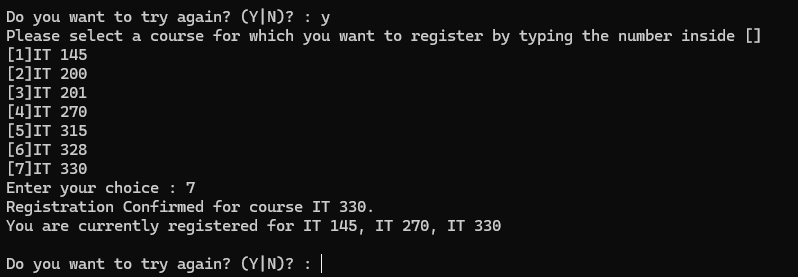 Do you want to try again? (Y|N)? : y
Please select a course for which you want to register by typing the number inside []
[1]IT 145
[2]IT 200
[3]IT 201
[4]IT 270
[5]IT 315
[6]IT 328
[7]IT 330
Enter your choice : 7
Registration Confirmed for course IT 330.
You are currently registered for IT 145, IT 270, IT 330
Do you want to try again? (Y|N)? :